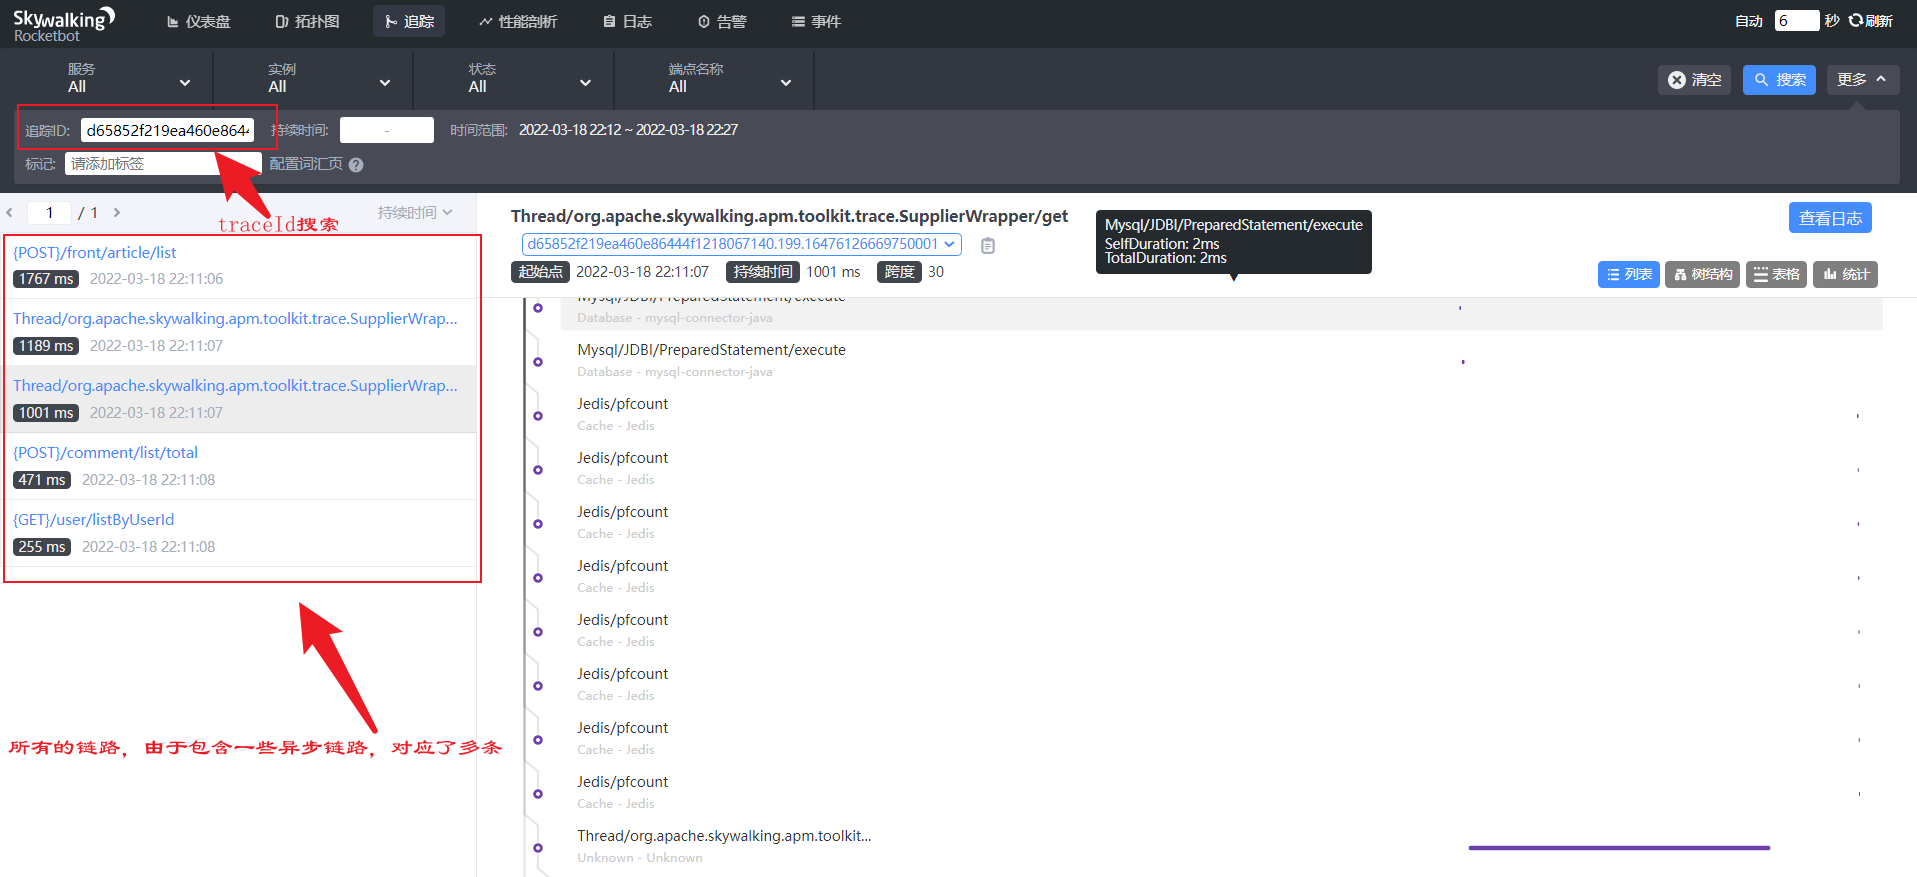 Skywalking
Rocketbot
仪表盘
拓扑图
追踪
性能剖析
日志
告警
事件
自动 6 秒 刷新
服务
All
实例
All
状态
All
端点名称
All
清空
搜索
更多
追踪ID: d65852f219ea460e864 持续时间: - 时间范围: 2022-03-18 22:12 ~ 2022-03-18 22:27
标记: 请添加标签 配置词汇页 ?
1 / 1
持续时间
traceId搜索
{POST}/front/article/list
1767 ms 2022-03-18 22:11:06
Thread/org.apache.skywalking.apm.toolkit.trace.SupplierWrap...
1189 ms 2022-03-18 22:11:07
Thread/org.apache.skywalking.apm.toolkit.trace.SupplierWrap...
1001 ms 2022-03-18 22:11:07
{POST}/comment/list/total
471 ms 2022-03-18 22:11:08
{GET}/user/listByUserId
255 ms 2022-03-18 22:11:08
所有的链路，由于包含一些异步链路，对应了多条
Thread/org.apache.skywalking.apm.toolkit.trace.SupplierWrapper/get
d65852f219ea460e86444f1218067140.199.16476126669750001
起始点 2022-03-18 22:11:07 持续时间 1001 ms 跨度 30
Mysql/JDBI/PreparedStatement/execute
SelfDuration: 2ms
TotalDuration: 2ms
查看日志
列表
树结构
表格
统计
Mysql/JDBI/PreparedStatement/execute
Database - mysql-connector-java
Mysql/JDBI/PreparedStatement/execute
Database - mysql-connector-java
Jedis/pfcount
Cache - Jedis
Jedis/pfcount
Cache - Jedis
Jedis/pfcount
Cache - Jedis
Jedis/pfcount
Cache - Jedis
Jedis/pfcount
Cache - Jedis
Jedis/pfcount
Cache - Jedis
Jedis/pfcount
Cache - Jedis
Jedis/pfcount
Cache - Jedis
Thread/org.apache.skywalking.apm.toolkit...
Unknown - Unknown